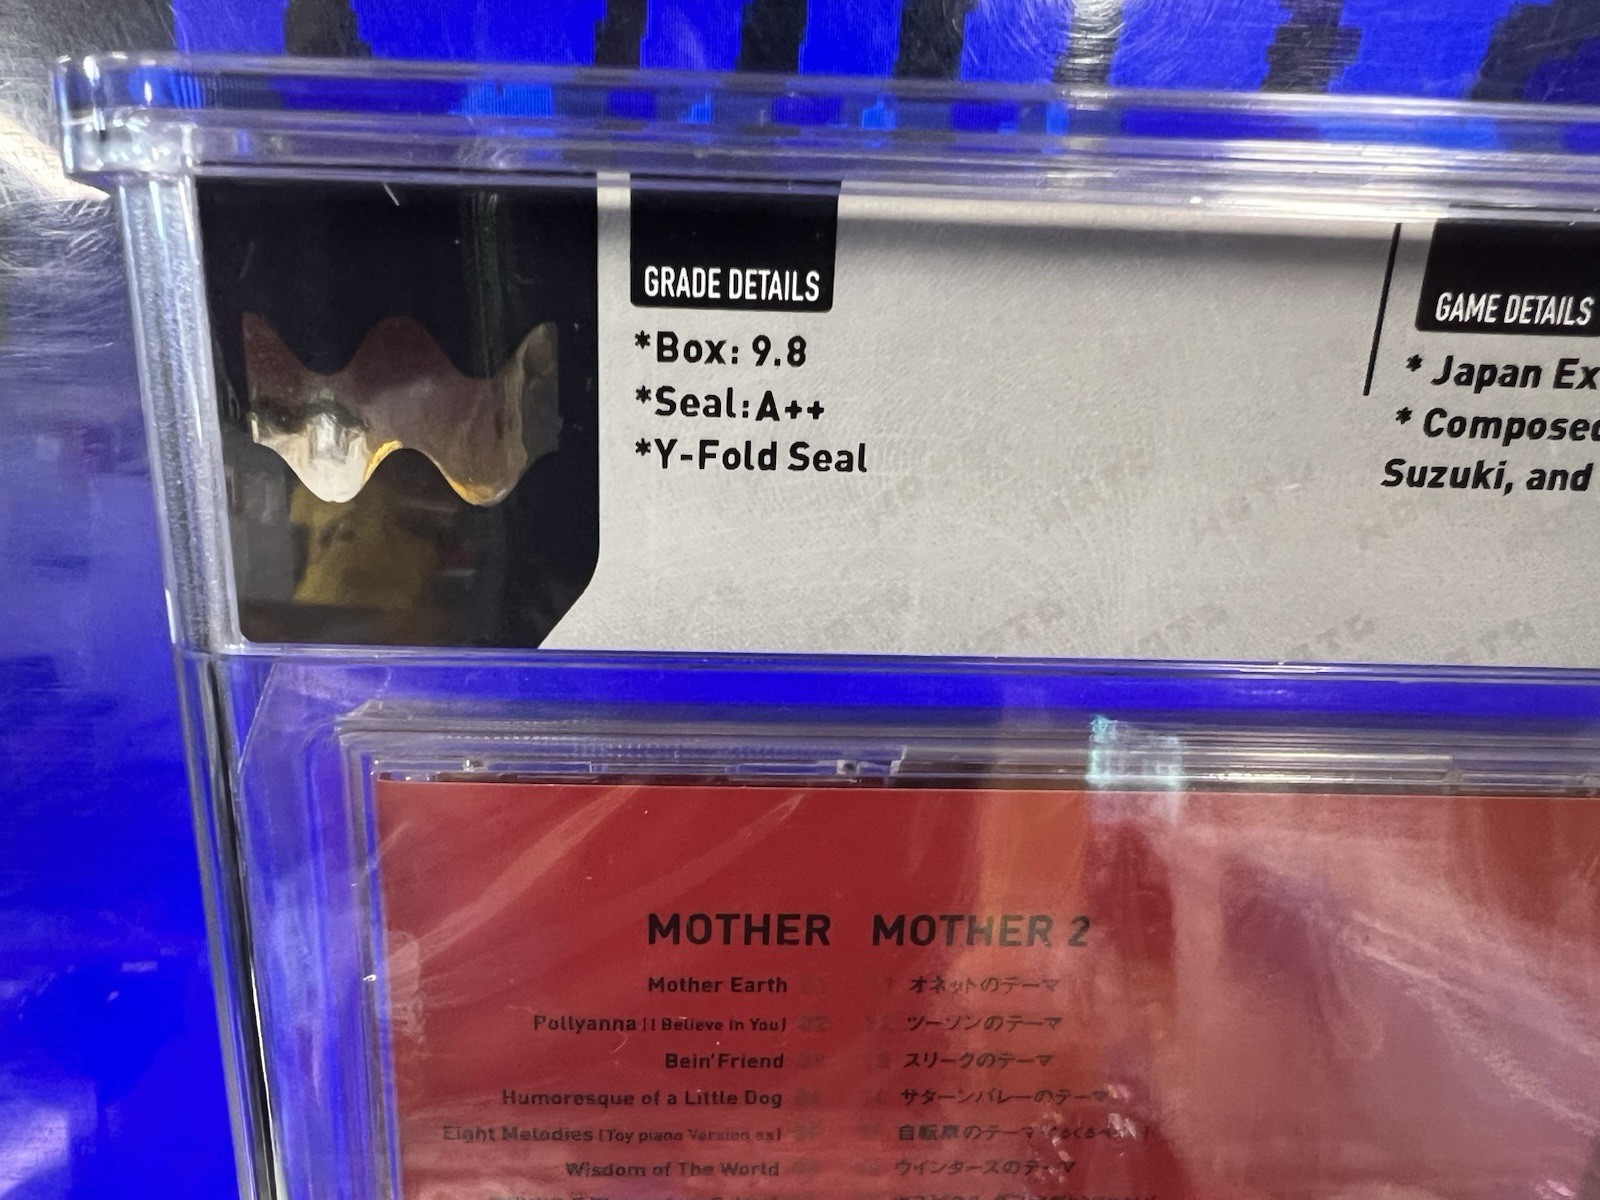 GRADE DETAILS
*Box: 9.8
*Seal:A++
*Y-Fold Seal
GAME DETAILS
* Japan Ex
* Composed
Suzuki, and
MOTHER
Mother Earth
Pollyanna (I Believe in You)
Bein' Friend
Humoresque of a Little Dog
Eight Melodies (Toy piano Version
Wisdom of The World
MOTHER 2
オネットのテーマ
ツーソンのテーマ
スリークのテーマ
サターンバレーのテーマ
自転車のテーマ
ウインターズのテーマ